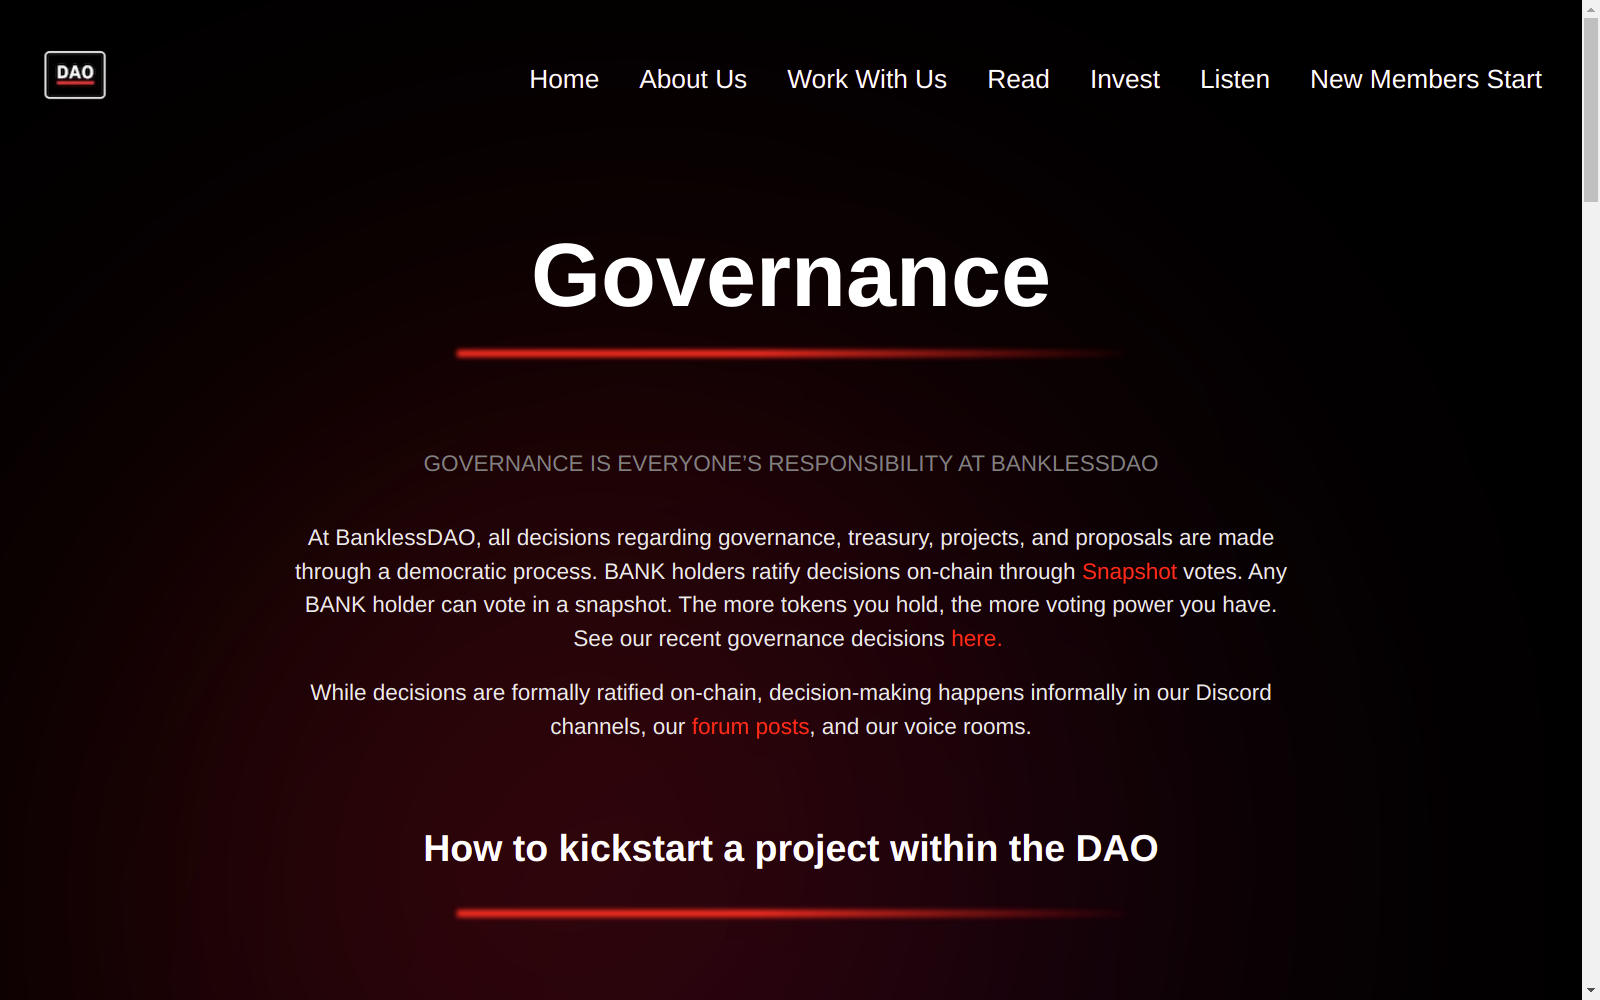 DAO
Home About Us Work With Us Read Invest Listen New Members Start
Governance
GOVERNANCE IS EVERYONE’S RESPONSIBILITY AT BANKLESSDAO
At BanklessDAO, all decisions regarding governance, treasury, projects, and proposals are made
through a democratic process. BANK holders ratify decisions on-chain through Snapshot votes. Any
BANK holder can vote in a snapshot. The more tokens you hold, the more voting power you have.
See our recent governance decisions here.
While decisions are formally ratified on-chain, decision-making happens informally in our Discord
channels, our forum posts, and our voice rooms.
How to kickstart a project within the DAO